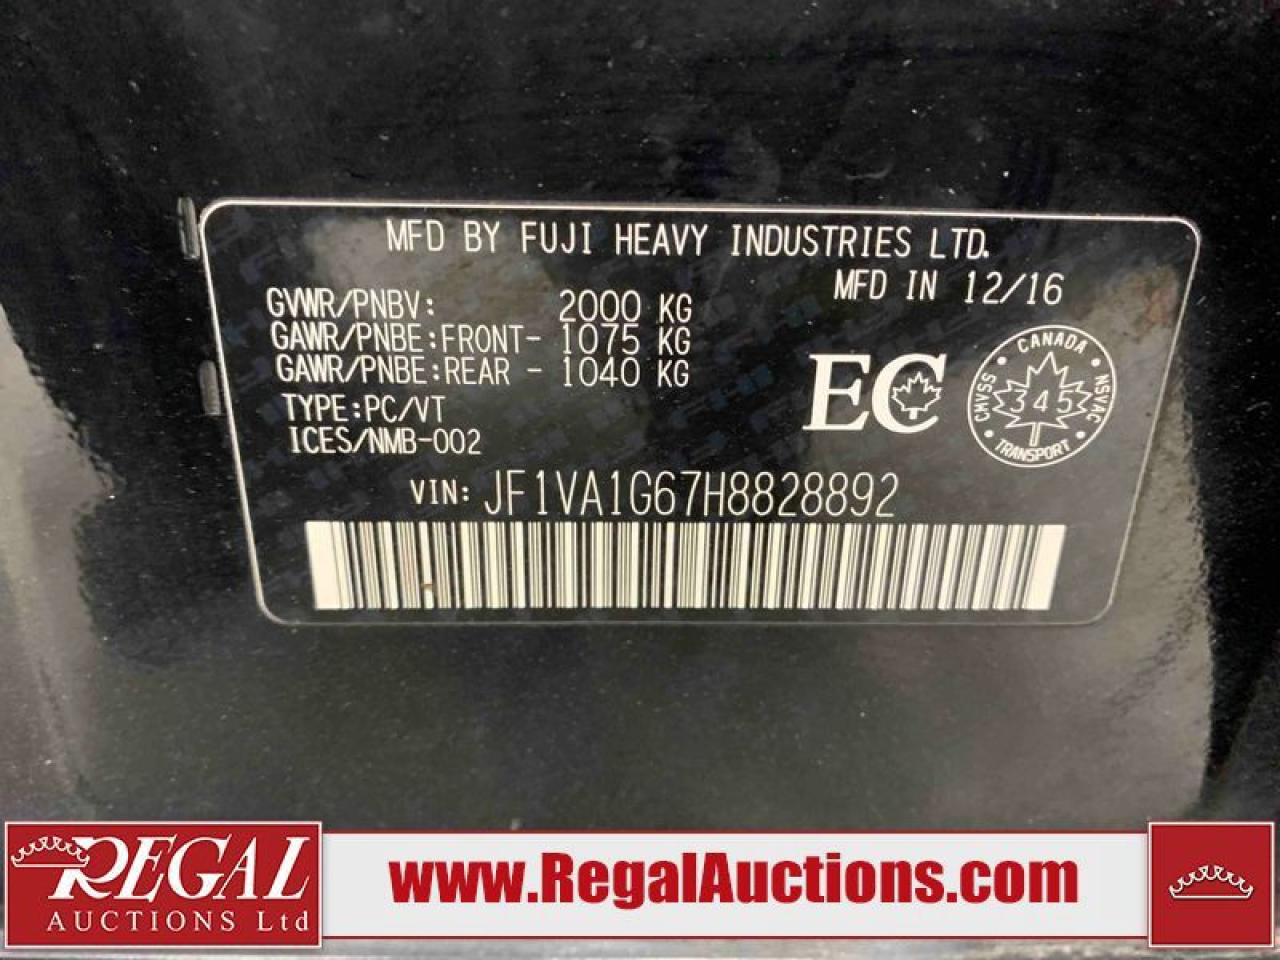 MFD BY FUJI HEAVY INDUSTRIES LTD.
MFD IN 12/16
GVWR/PNBV: 2000 KG
GAWR/PNBE:FRONT- 1075 KG
GAWR/PNBE:REAR - 1040 KG
TYPE:PC/VT
ICES/NMB-002
EC
CANADA
CMVSS 345 NSVAC
TRANSPORT
VIN: JF1VA1G67H8828892
REGAL
AUCTIONS Ltd
www.RegalAuctions.com